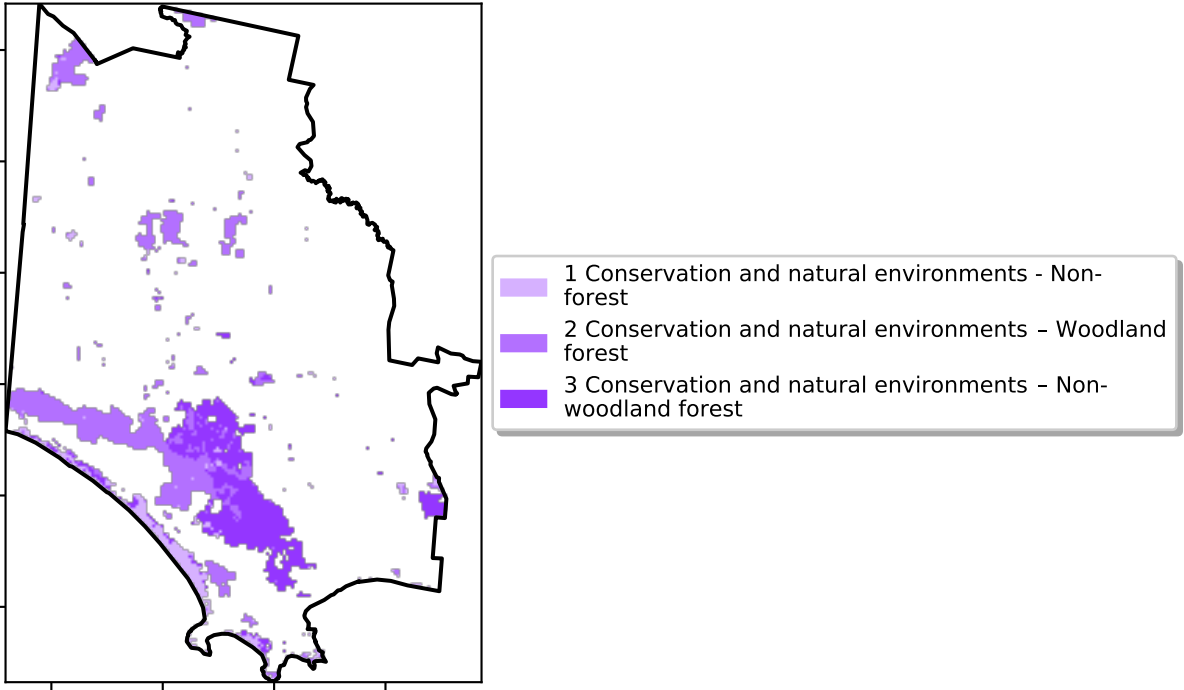 1 Conservation and natural environments - Non-
forest
2 Conservation and natural environments – Woodland
forest
3 Conservation and natural environments – Non-
woodland forest